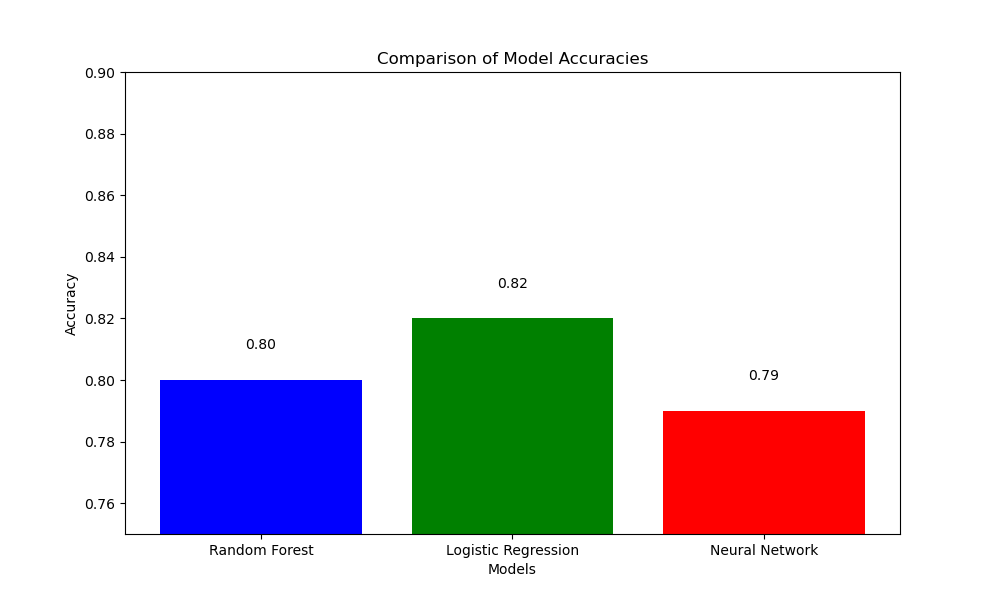 Comparison of Model Accuracies
0.90
0.88
0.86
0.84
0.82
0.80
0.78
0.76
Accuracy
0.80
0.82
0.79
Random Forest
Logistic Regression
Neural Network
Models